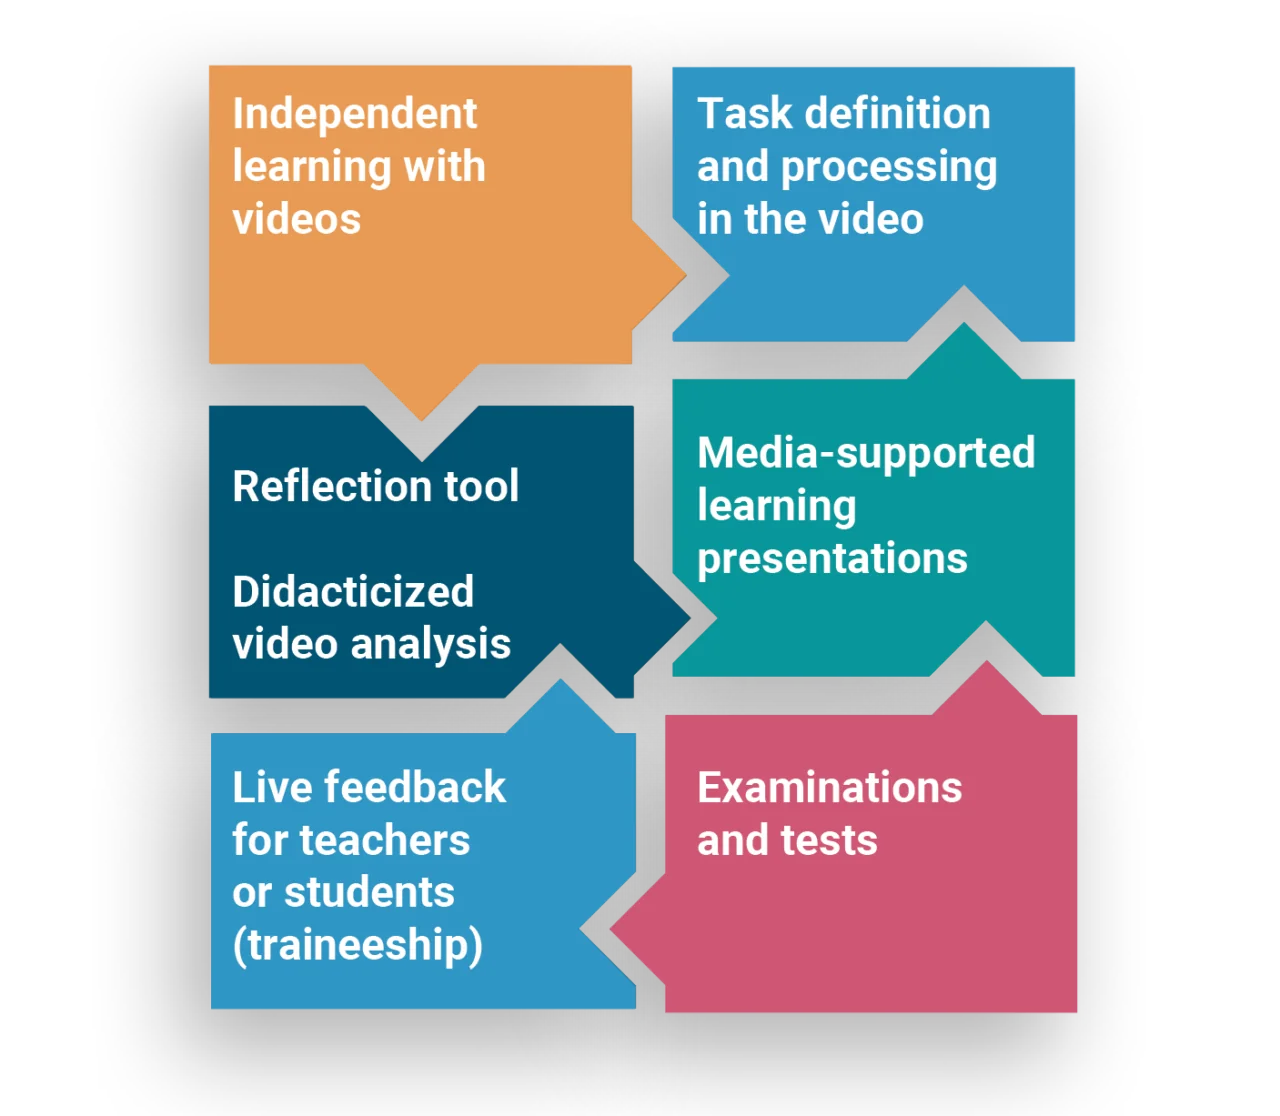 Independent
learning with
videos
Task definition
and processing
in the video
Reflection tool
Didacticized
video analysis
Media-supported
learning
presentations
Live feedback
for teachers
or students
(traineeship)
Examinations
and tests